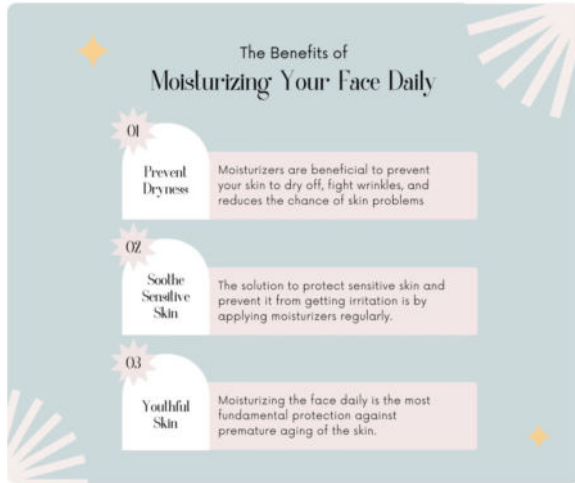 The Benefits of
Moisturizing Your Face Daily
01
Prevent
Dryness
Moisturizers are beneficial to prevent
your skin to dry off, fight wrinkles, and
reduces the chance of skin problems
02
Soothe
Sensitive
Skin
The solution to protect sensitive skin and
prevent it from getting irritation is by
applying moisturizers regularly.
03
Youthful
Skin
Moisturizing the face daily is the most
fundamental protection against
premature aging of the skin.